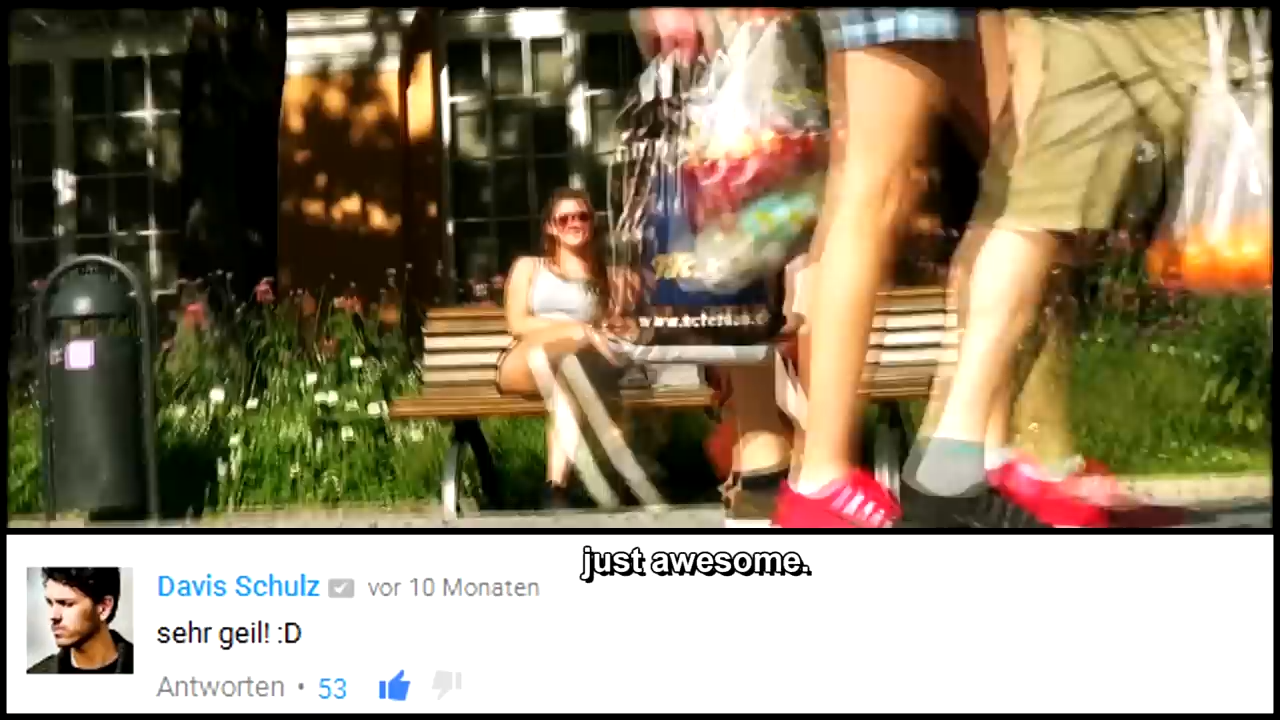 just awesome.
Davis Schulz vor 10 Monaten
sehr geil! :D
Antworten • 53